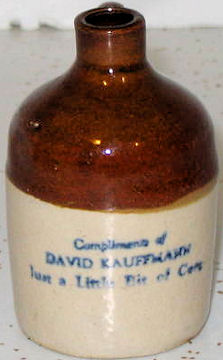 Compliments of
DAVID KAUFFMANN
Just a Little Bit of Corn